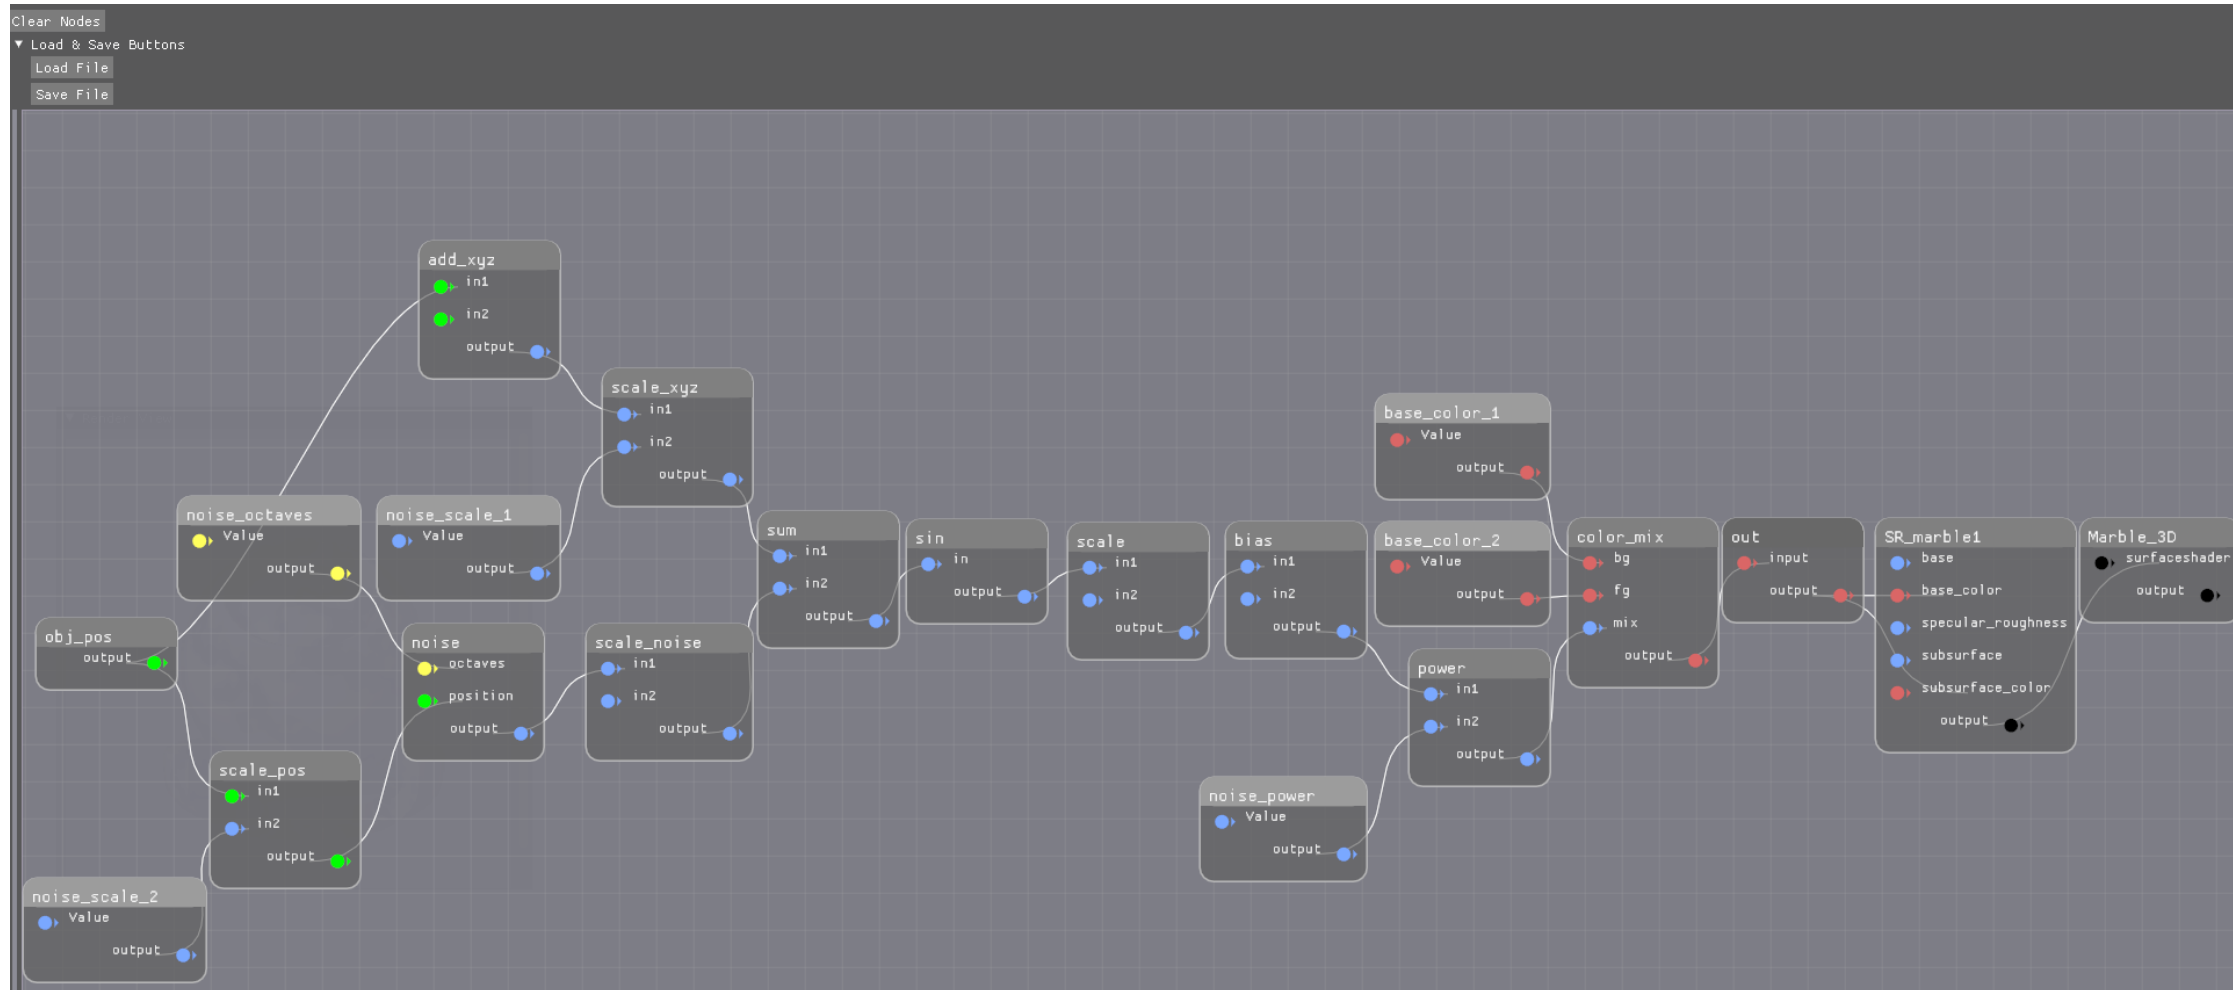 Clear Nodes
Load & Save Buttons
Load File
Save File
add_xyz
in1
in2
output
scale_xyz
in1
in2
output
base_color_1
Value
output
noise_octaves
Value
output
noise_scale_1
Value
output
sum
in1
in2
output
sin
in
output
scale
in1
in2
output
bias
in1
in2
output
base_color_2
Value
output
color_mix
bg
fg
mix
output
out
input
output
SR_marble1
base
base_color
specular_roughness
subsurface
subsurface_color
output
Marble_3D
surfaceshader
output
obj_pos
output
noise
octaves
position
output
scale_noise
in1
in2
output
power
in1
in2
output
scale_pos
in1
in2
output
noise_power
Value
output
noise_scale_2
Value
output